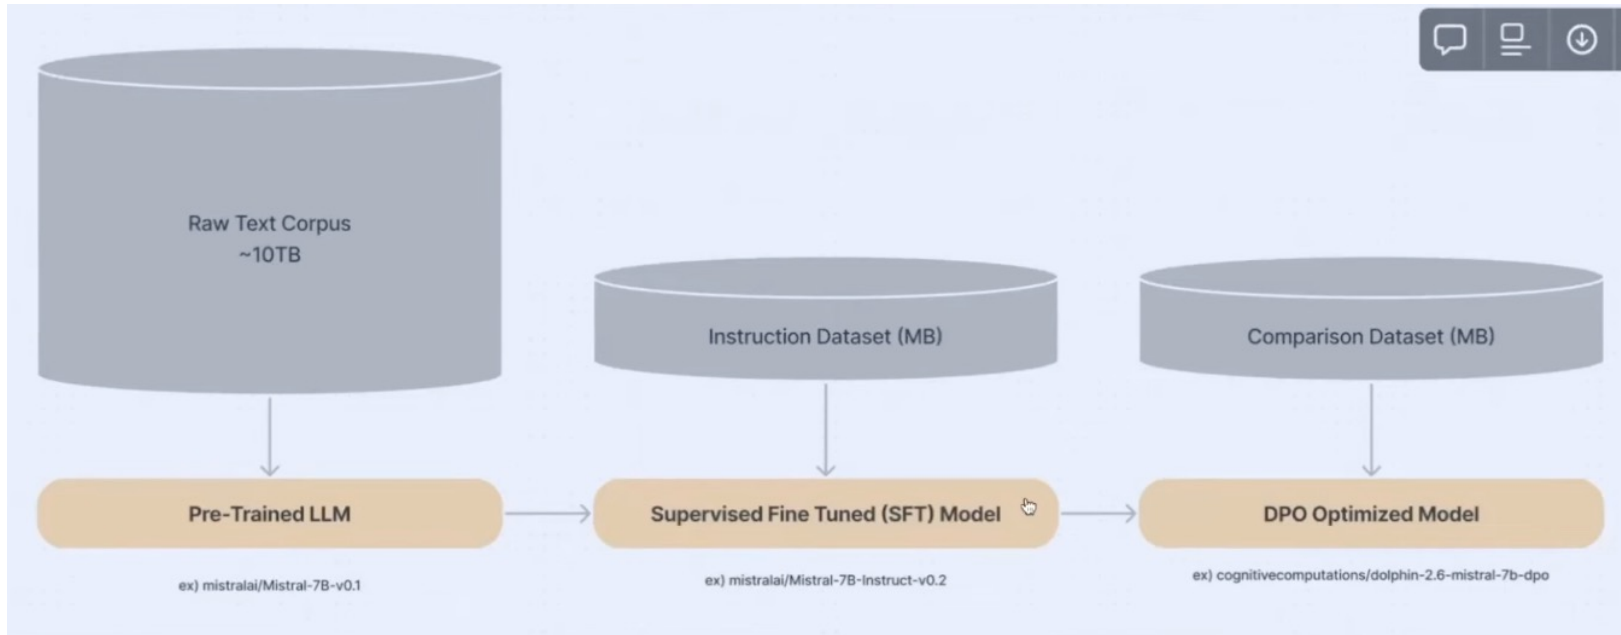 Raw Text Corpus
~10TB
Instruction Dataset (MB)
Comparison Dataset (MB)
Pre-Trained LLM
Supervised Fine Tuned (SFT) Model
DPO Optimized Model
ex) mistralai/Mistral-7B-v0.1
ex) mistralai/Mistral-7B-Instruct-v0.2
ex) cognitivecomputations/dolphin-2.6-mistral-7b-dpo